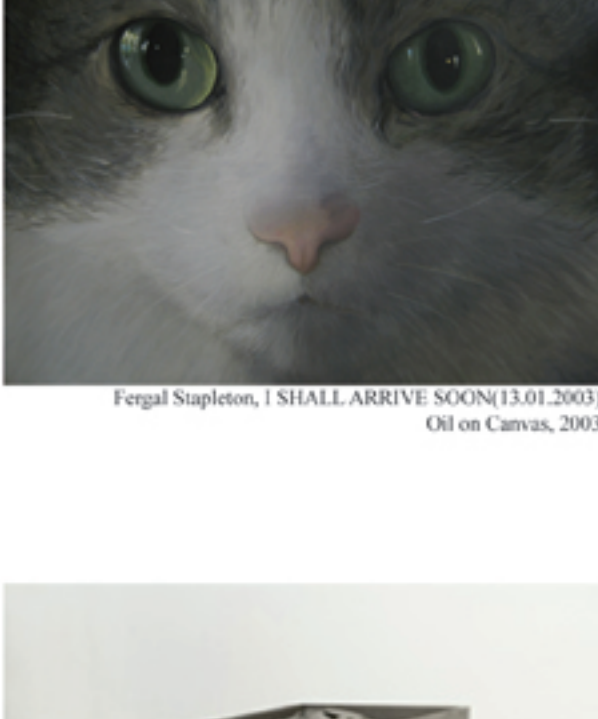 Fergal Stapleton, I SHALL ARRIVE SOON(13.01.2003)
Oil on Canvas, 2003